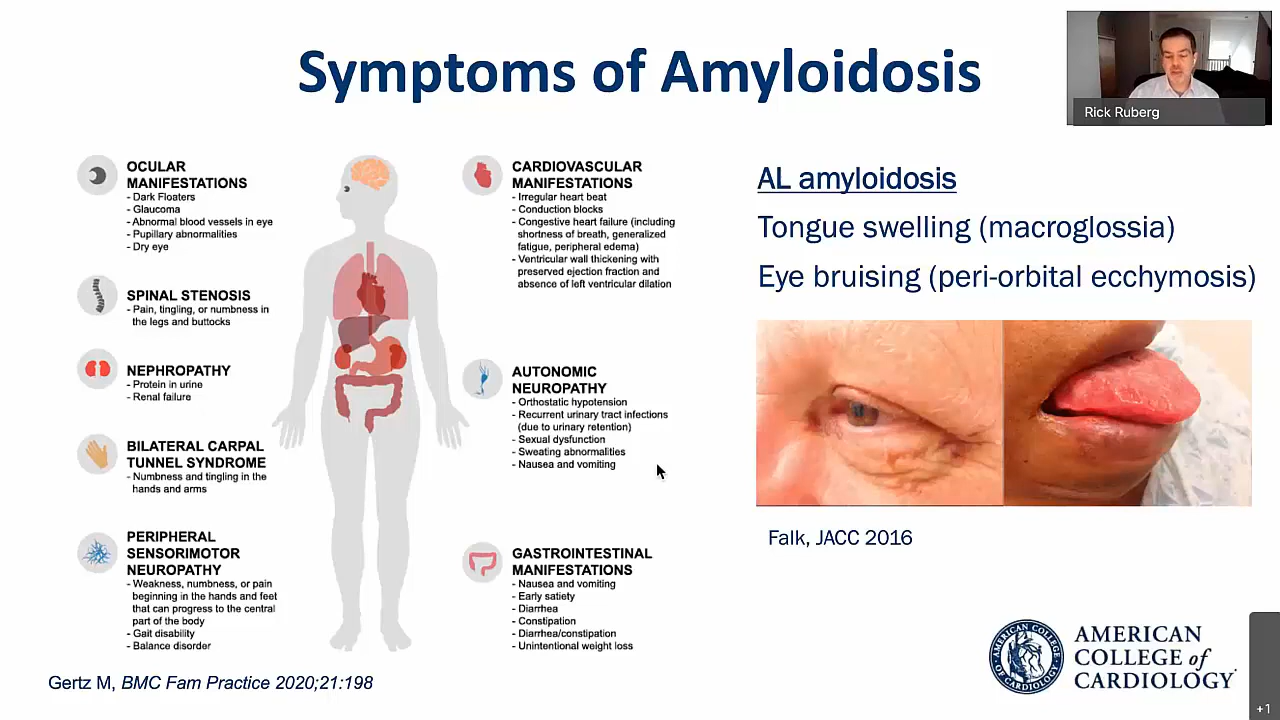 Symptoms of Amyloidosis
Rick Ruberg
OCULAR
MANIFESTATIONS
- Dark Floaters
- Glaucoma
- Abnormal blood vessels in eye
- Pupillary abnormalities
- Dry eye
SPINAL STENOSIS
- Pain, tingling, or numbness in
the legs and buttocks
NEPHROPATHY
- Protein in urine
- Renal failure
BILATERAL CARPAL
TUNNEL SYNDROME
- Numbness and tingling in the
hands and arms
PERIPHERAL
SENSORIMOTOR
NEUROPATHY
- Weakness, numbness, or pain
beginning in the hands and feet
that can progress to the central
part of the body
- Gait disability
- Balance disorder
CARDIOVASCULAR
MANIFESTATIONS
- Irregular heart beat
- Conduction blocks
- Congestive heart failure (including
shortness of breath, generalized
fatigue, peripheral edema)
- Ventricular wall thickening with
preserved ejection fraction and
absence of left ventricular dilation
AUTONOMIC
NEUROPATHY
- Orthostatic hypotension
- Recurrent urinary tract infections
(due to urinary retention)
- Sexual dysfunction
- Sweating abnormalities
- Nausea and vomiting
GASTROINTESTINAL
MANIFESTATIONS
- Nausea and vomiting
- Early satiety
- Diarrhea
- Constipation
- Diarrhea/constipation
- Unintentional weight loss
AL amyloidosis
Tongue swelling (macroglossia)
Eye bruising (peri-orbital ecchymosis)
Falk, JACC 2016
Gertz M, BMC Fam Practice 2020;21:198
AMERICAN COLLEGE OF CARDIOLOGY
AMERICAN
COLLEGE of
CARDIOLOGY
+1